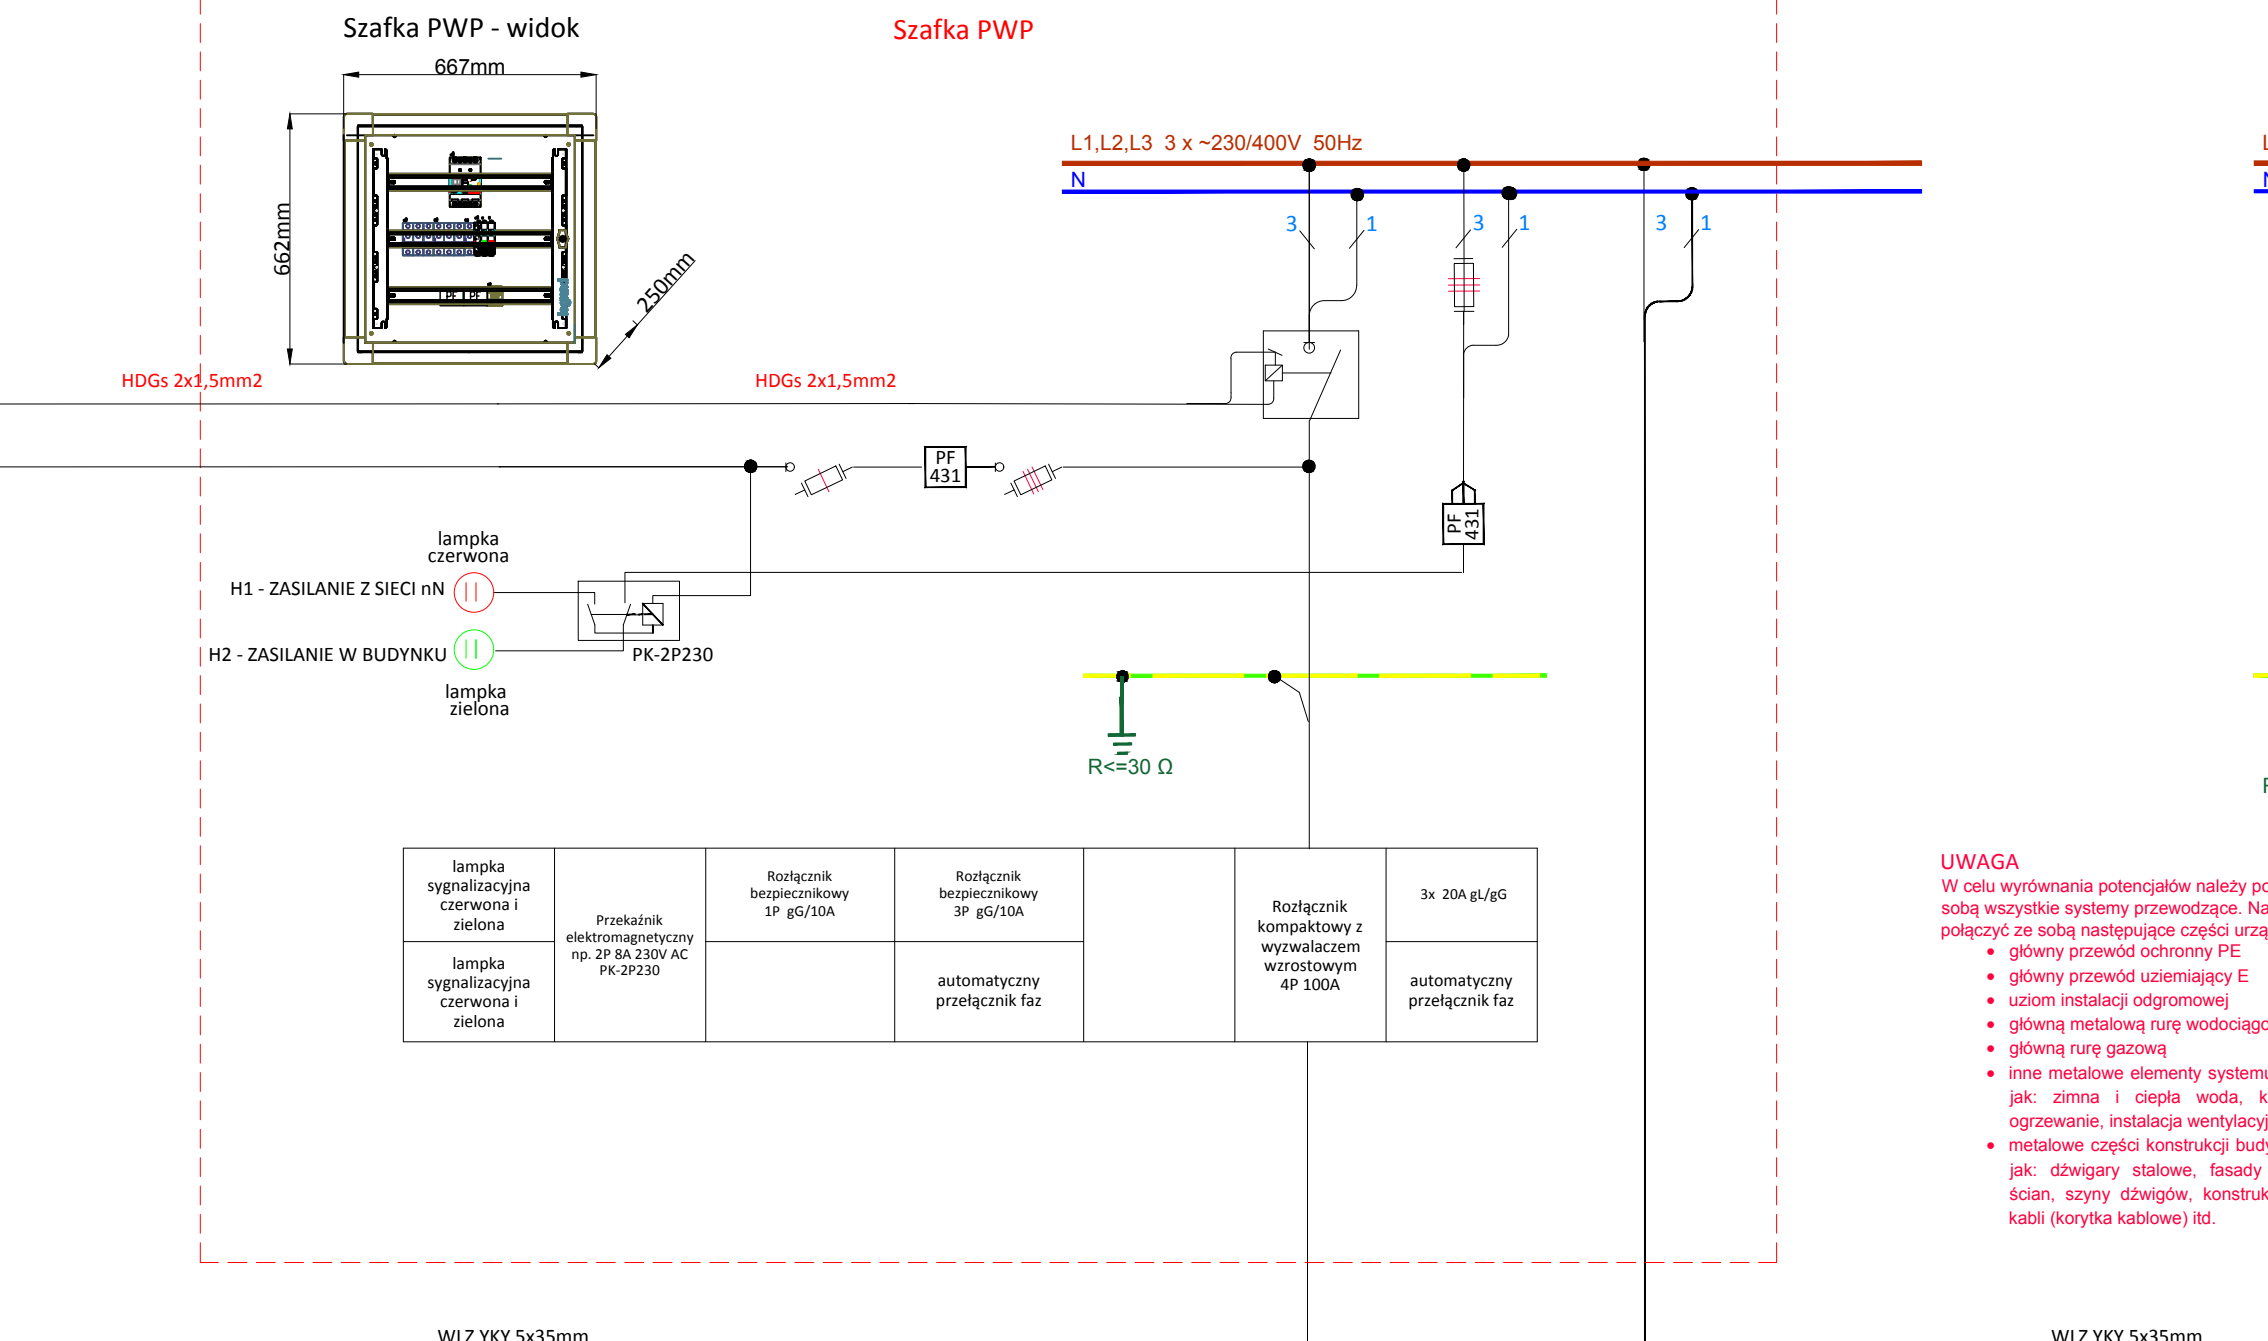 Szafka PWP - widok
Szafka PWP
667mm
662mm
250mm
PF PF
L1,L2,L3 3 x ~230/400V 50Hz
N
3
1
3
1
3
1
HDGs 2x1,5mm2
HDGs 2x1,5mm2
PF
431
PF
431
lampka
czerwona
H1 - ZASILANIE Z SIECI nN
H2 - ZASILANIE W BUDYNKU
PK-2P230
lampka
zielona
R<=30 Ω
lampka
sygnalizacyjna
czerwona i
zielona
lampka
sygnalizacyjna
czerwona i
zielona
Przekaźnik
elektromagnetyczny
np. 2P 8A 230V AC
PK-2P230
Rozłącznik
bezpiecznikowy
1P gG/10A
Rozłącznik
bezpiecznikowy
3P gG/10A
automatyczny
przełącznik faz
Rozłącznik
kompaktowy z
wyzwalaczem
wzrostowym
4P 100A
3x 20A gL/gG
automatyczny
przełącznik faz
UWAGA
W celu wyrównania potencjałów należy
sobą wszystkie systemy przewodzące.
połączyć ze sobą następujące części
• główny przewód ochronny PE
• główny przewód uziemiający E
• uziom instalacji odgromowej
• główną metalową rurę
• główną rurę gazową
• inne metalowe elementy
jak: zimna i ciepła woda,
ogrzewanie, instalacja
• metalowe części konstrukcji
jak: dźwigary stalowe, fasady
ścian, szyny dźwigów,
kabli (korytka kablowe) itd.
WLZ YKY 5x35mm
WLZ YKY 5x35mm